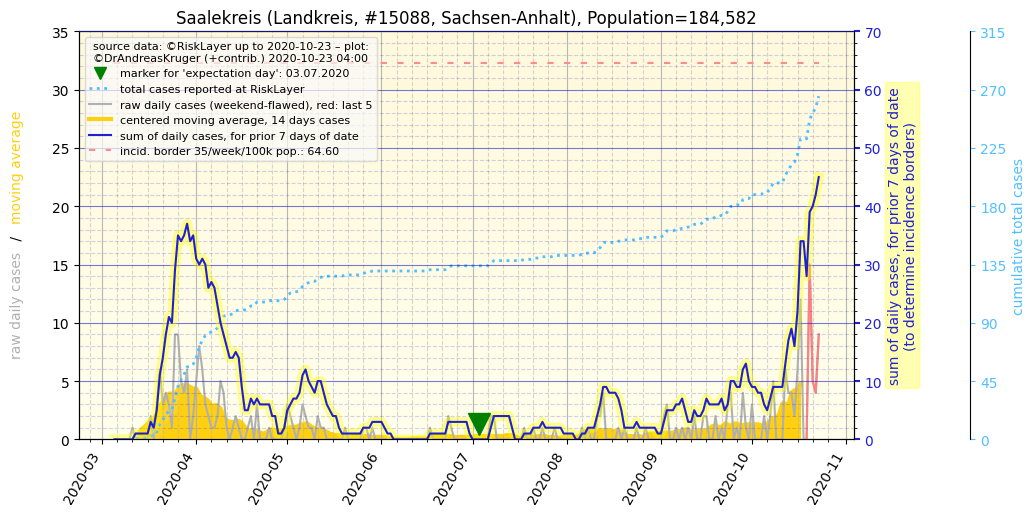 Saalekreis (Landkreis, #15088, Sachsen-Anhalt), Population=184,582
source data: ©RiskLayer up to 2020-10-23 – plot:
©DrAndreasKruger (+contrib.) 2020-10-23 04:00
marker for 'expectation day': 03.07.2020
total cases reported at RiskLayer
raw daily cases (weekend-flawed), red: last 5
centered moving average, 14 days cases
sum of daily cases, for prior 7 days of date
incid. border 35/week/100k pop.: 64.60
raw daily cases / moving average
35
30
25
20
15
10
5
0
2020-03
2020-04
2020-05
2020-06
2020-07
2020-08
2020-09
2020-10
2020-11
70
60
50
40
30
20
10
0
sum of daily cases, for prior 7 days of date
(to determine incidence borders)
315
270
225
180
135
90
45
0
cumulative total cases